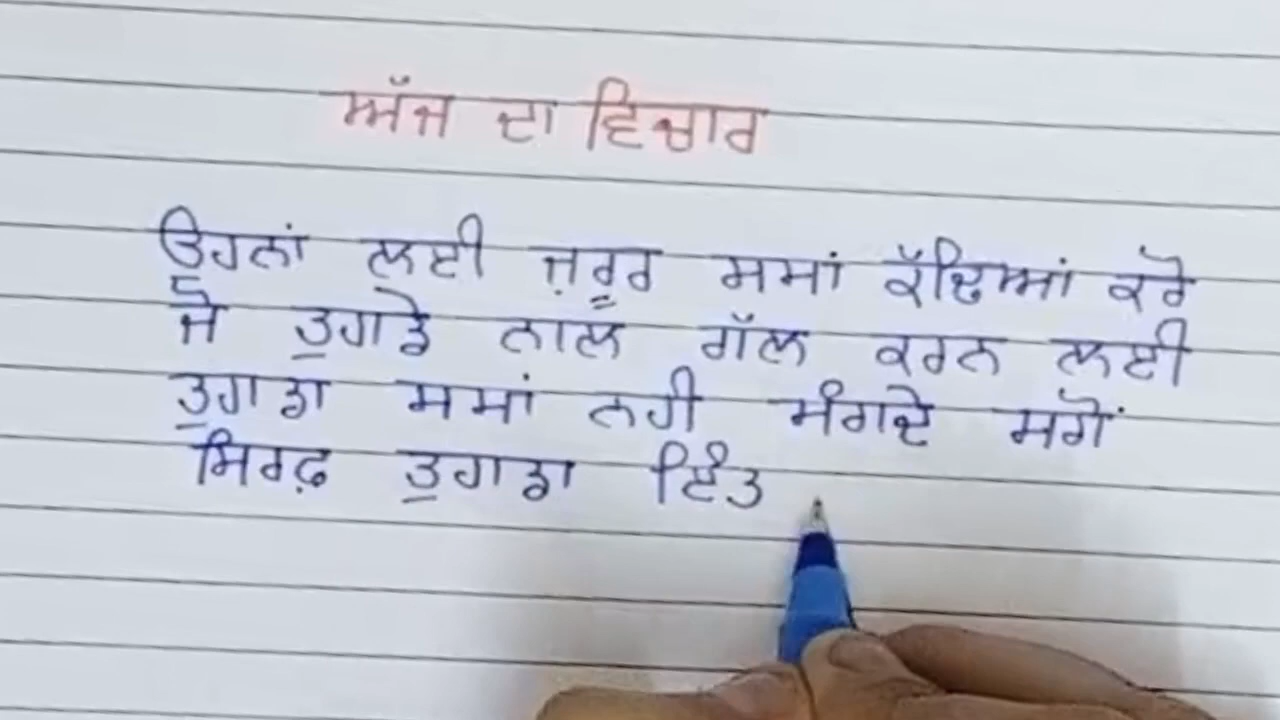 ਅੱਜ ਦਾ ਵਿਚਾਰ
ਉਹਨਾਂ ਲਈ ਜ਼ਰੂਰ ਸਮਾਂ ਕੱਢਿਆਂ ਕਰੋ
ਜੋ ਤੁਹਾਡੇ ਨਾਲ ਗੱਲ ਕਰਨ ਲਈ
ਤੁਹਾਡਾ ਸਮਾਂ ਨਹੀ ਮੰਗਦੇ ਸਗੋਂ
ਸਿਰਫ਼ ਤੁਹਾਡਾ ਇੰਤ